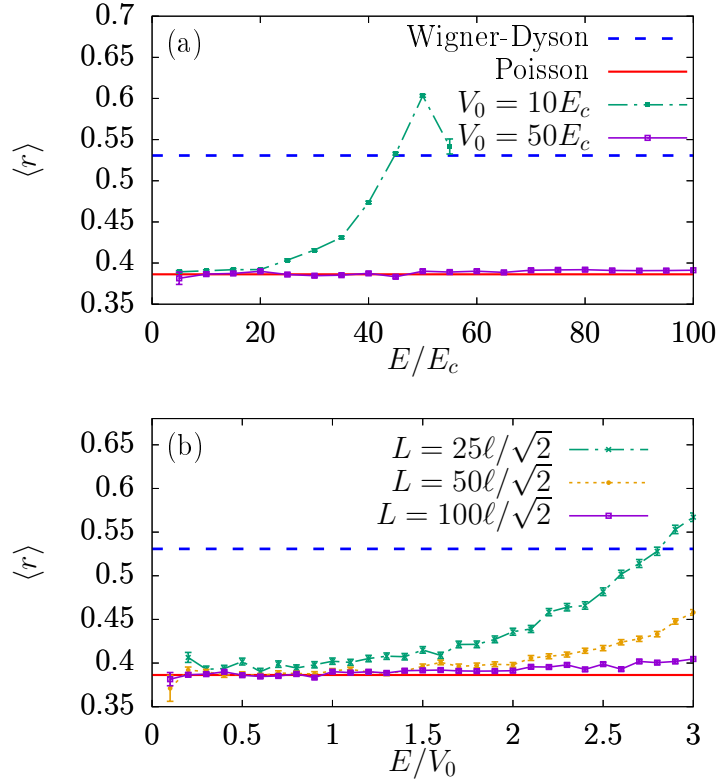 (a)
Wigner-Dyson
Poisson
V₀ = 10E_c
V₀ = 50E_c
⟨r⟩
0.7
0.65
0.6
0.55
0.5
0.45
0.4
0.35
0 20 40 60 80 100
E/E_c
(b)
L = 25ℓ/√2
L = 50ℓ/√2
L = 100ℓ/√2
⟨r⟩
0.65
0.6
0.55
0.5
0.45
0.4
0.35
0 0.5 1 1.5 2 2.5 3
E/V₀